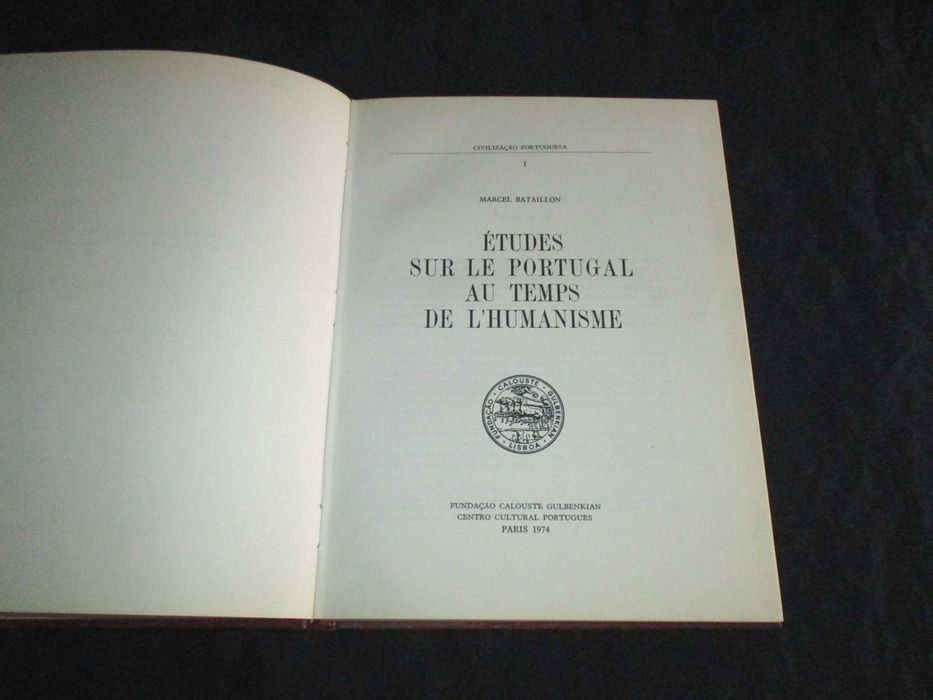 CIVILIZAÇÃO PORTUGUESA
I
MARCEL BATAILLON
ÉTUDES
SUR LE PORTUGAL
AU TEMPS
DE L'HUMANISME
FUNDAÇÃO · CALOUSTE · GULBENKIAN · LISBOA ·
FUNDAÇÃO CALOUSTE GULBENKIAN
CENTRO CULTURAL PORTUGUÊS
PARIS 1974